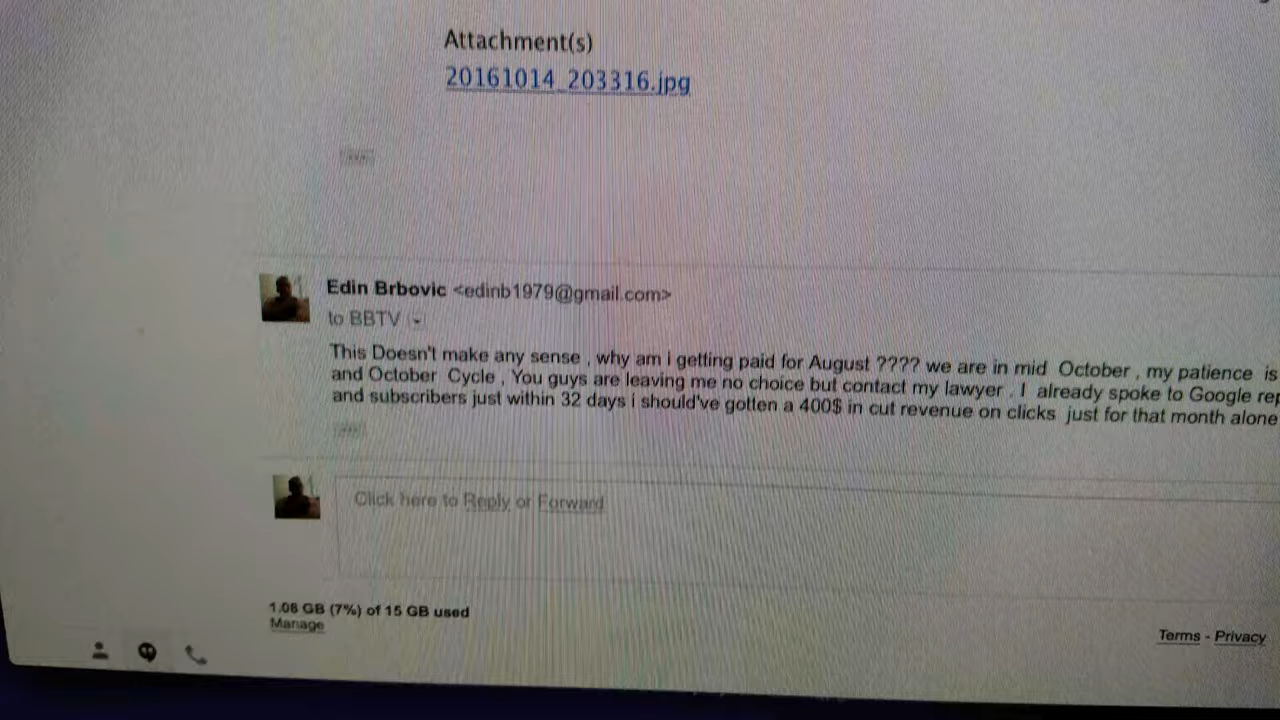 Attachment(s)
20161014_203316.jpg
Edin Brbovic <edinb1979@gmail.com>
to BBTV
This Doesn't make any sense , why am i getting paid for August ???? we are in mid October , my patience is
and October Cycle , You guys are leaving me no choice but contact my lawyer . I already spoke to Google rep
and subscribers just within 32 days i should've gotten a 400$ in cut revenue on clicks just for that month alone
Click here to Reply or Forward
1.08 GB (7%) of 15 GB used
Manage
Terms - Privacy